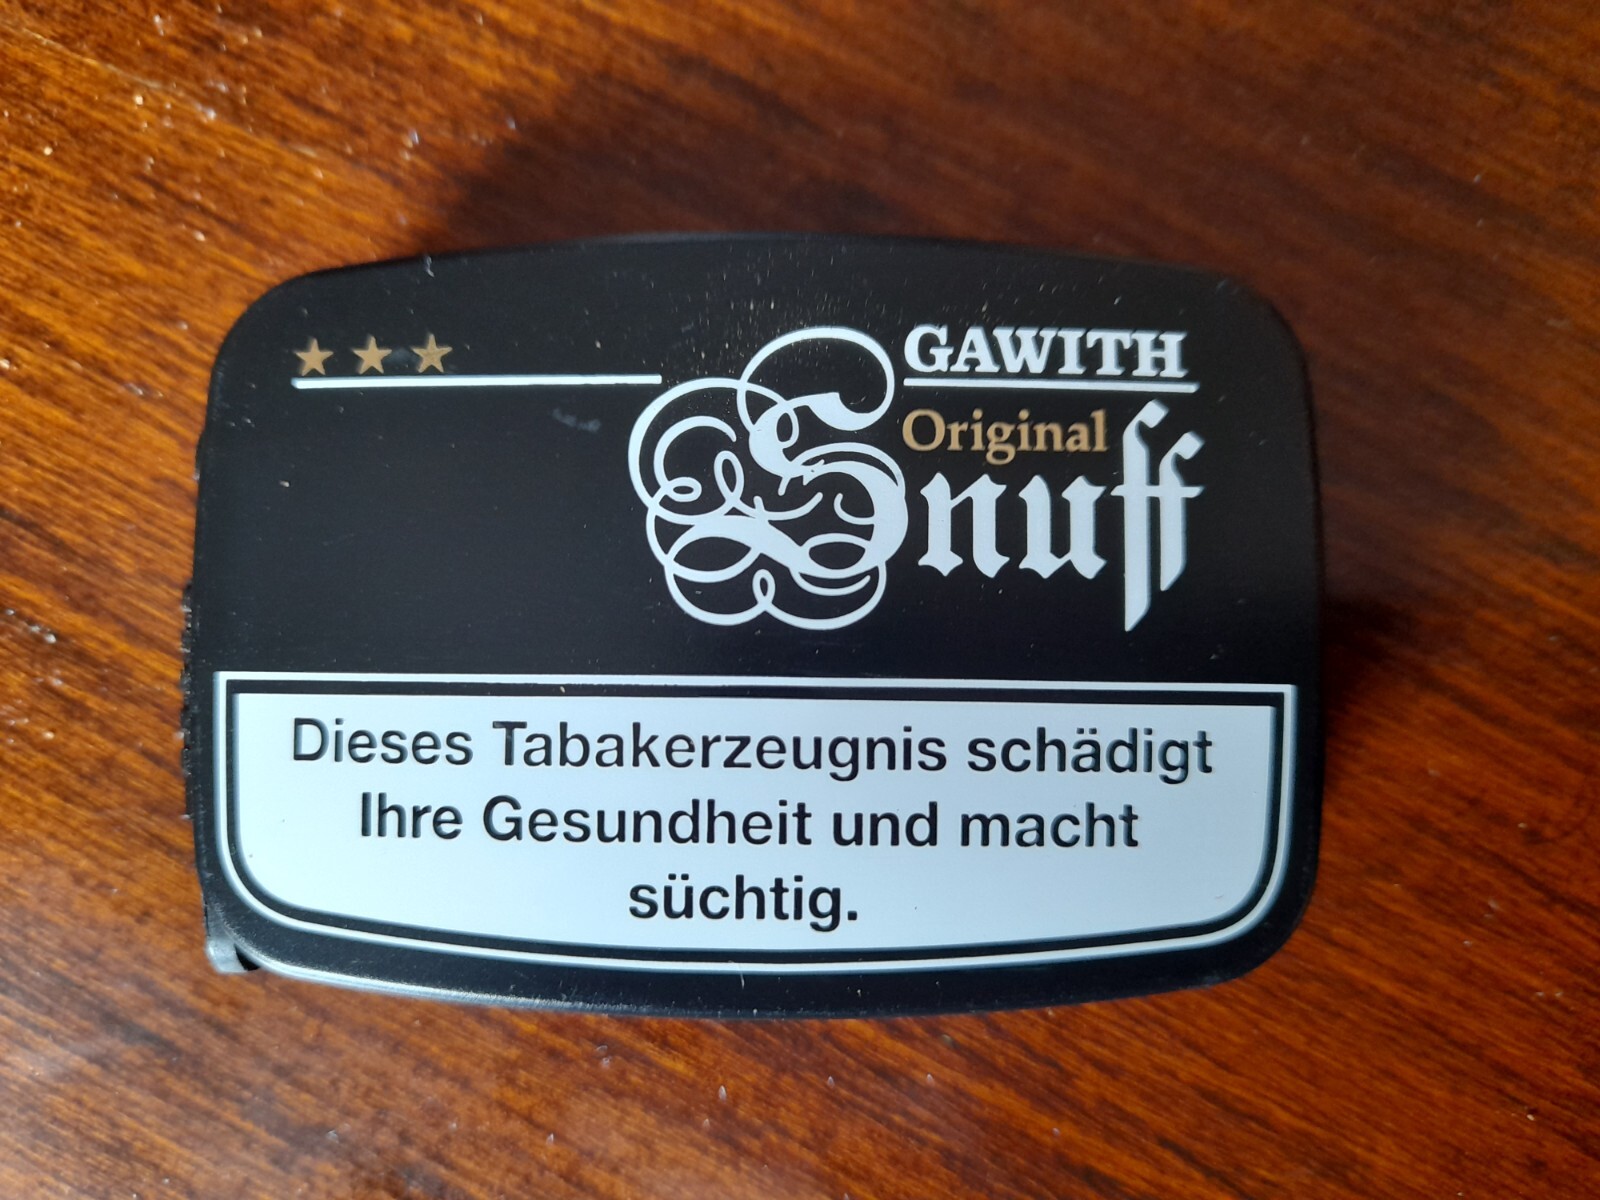 GAWITH
Original
Snuff
Dieses Tabakerzeugnis schädigt
Ihre Gesundheit und macht
süchtig.